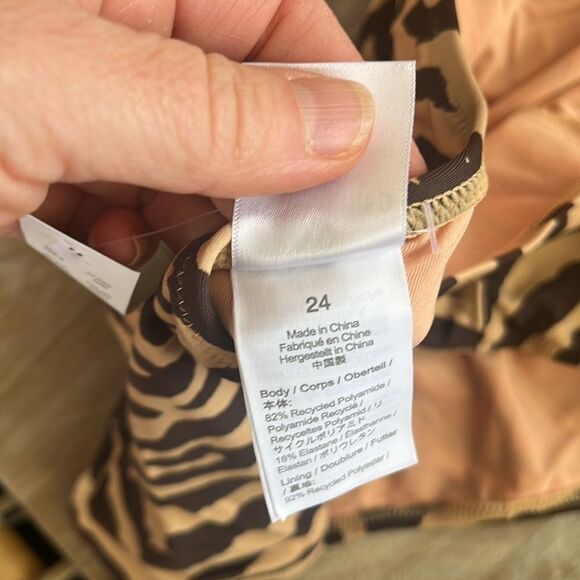 24
Made in China
Fabriqué en Chine
Hergestellt in China
中国製
Body / Corps / Oberteil /
本体:
82% Recycled Polyamide /
Polyamide Recyclé /
Recycelltes Polyamid / リ
サイクルポリアミド
18% Elastane / Elasthanne /
Elastan / ポリウレタン
Lining / Doublure / Futter
/ 裏地:
92% Recycled Polyester /